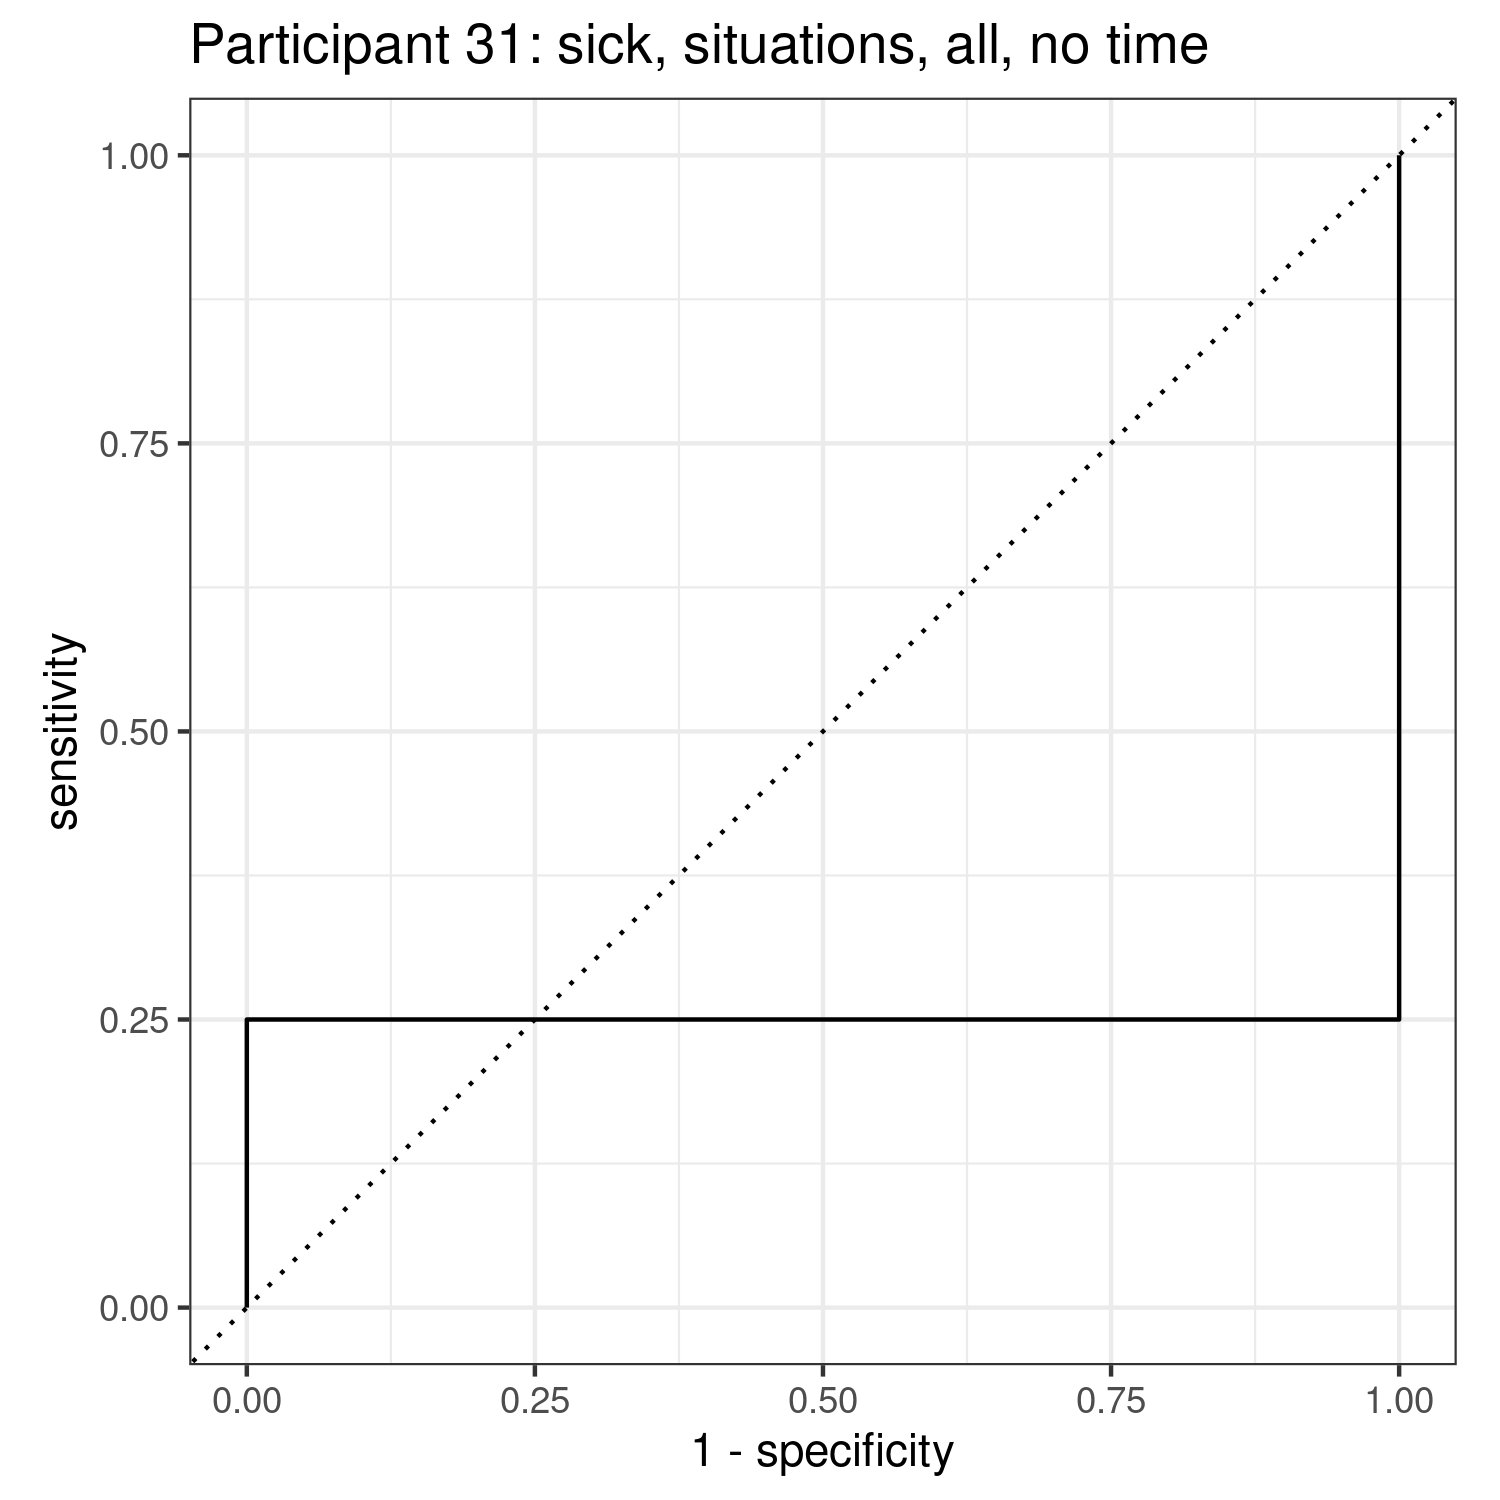 Participant 31: sick, situations, all, no time
1.00
0.75
0.50
0.25
0.00
sensitivity
0.00 0.25 0.50 0.75 1.00
1 - specificity